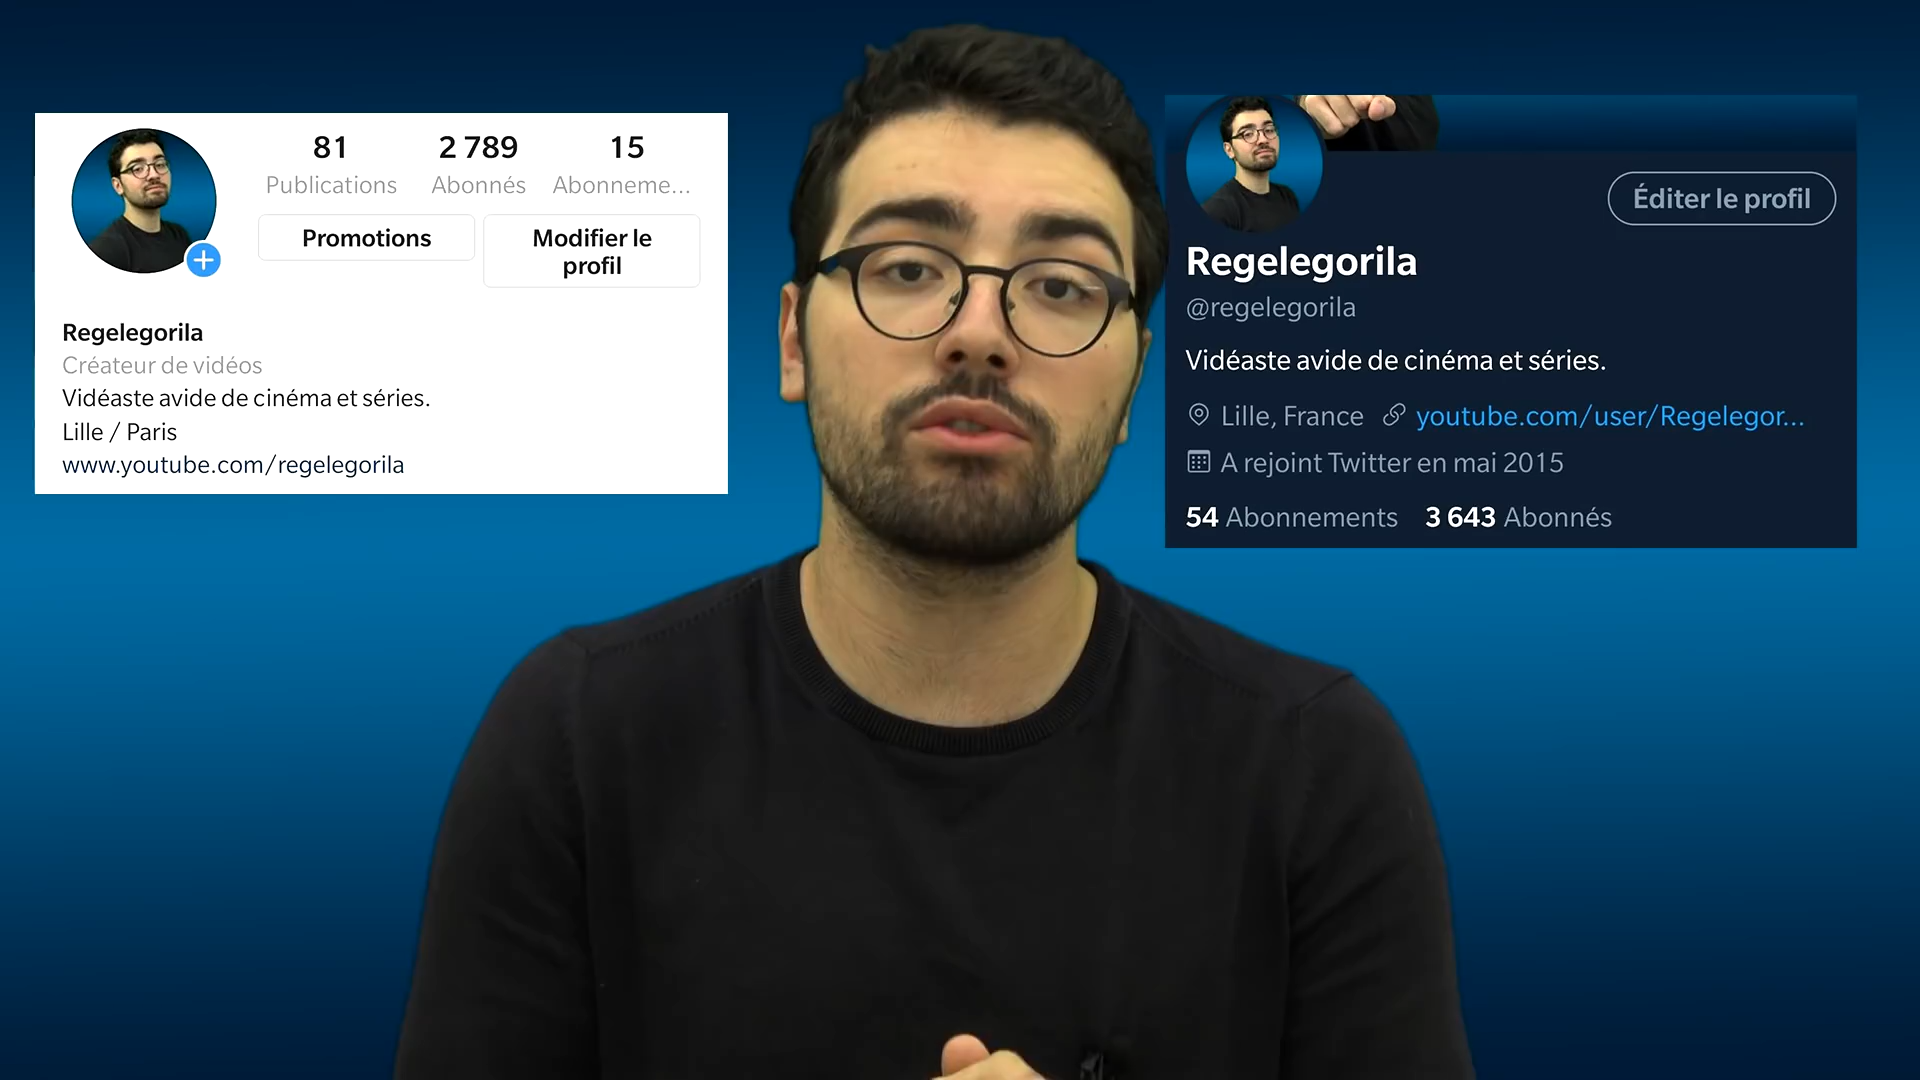 81 2 789 15
Publications Abonnés Abonneme...
Promotions Modifier le profil
Regelegorila
Créateur de vidéos
Vidéaste avide de cinéma et séries.
Lille / Paris
www.youtube.com/regelegorila
Éditer le profil
Regelegorila
@regelegorila
Vidéaste avide de cinéma et séries.
Lille, France youtube.com/user/Regelegor...
A rejoint Twitter en mai 2015
54 Abonnements 3 643 Abonnés